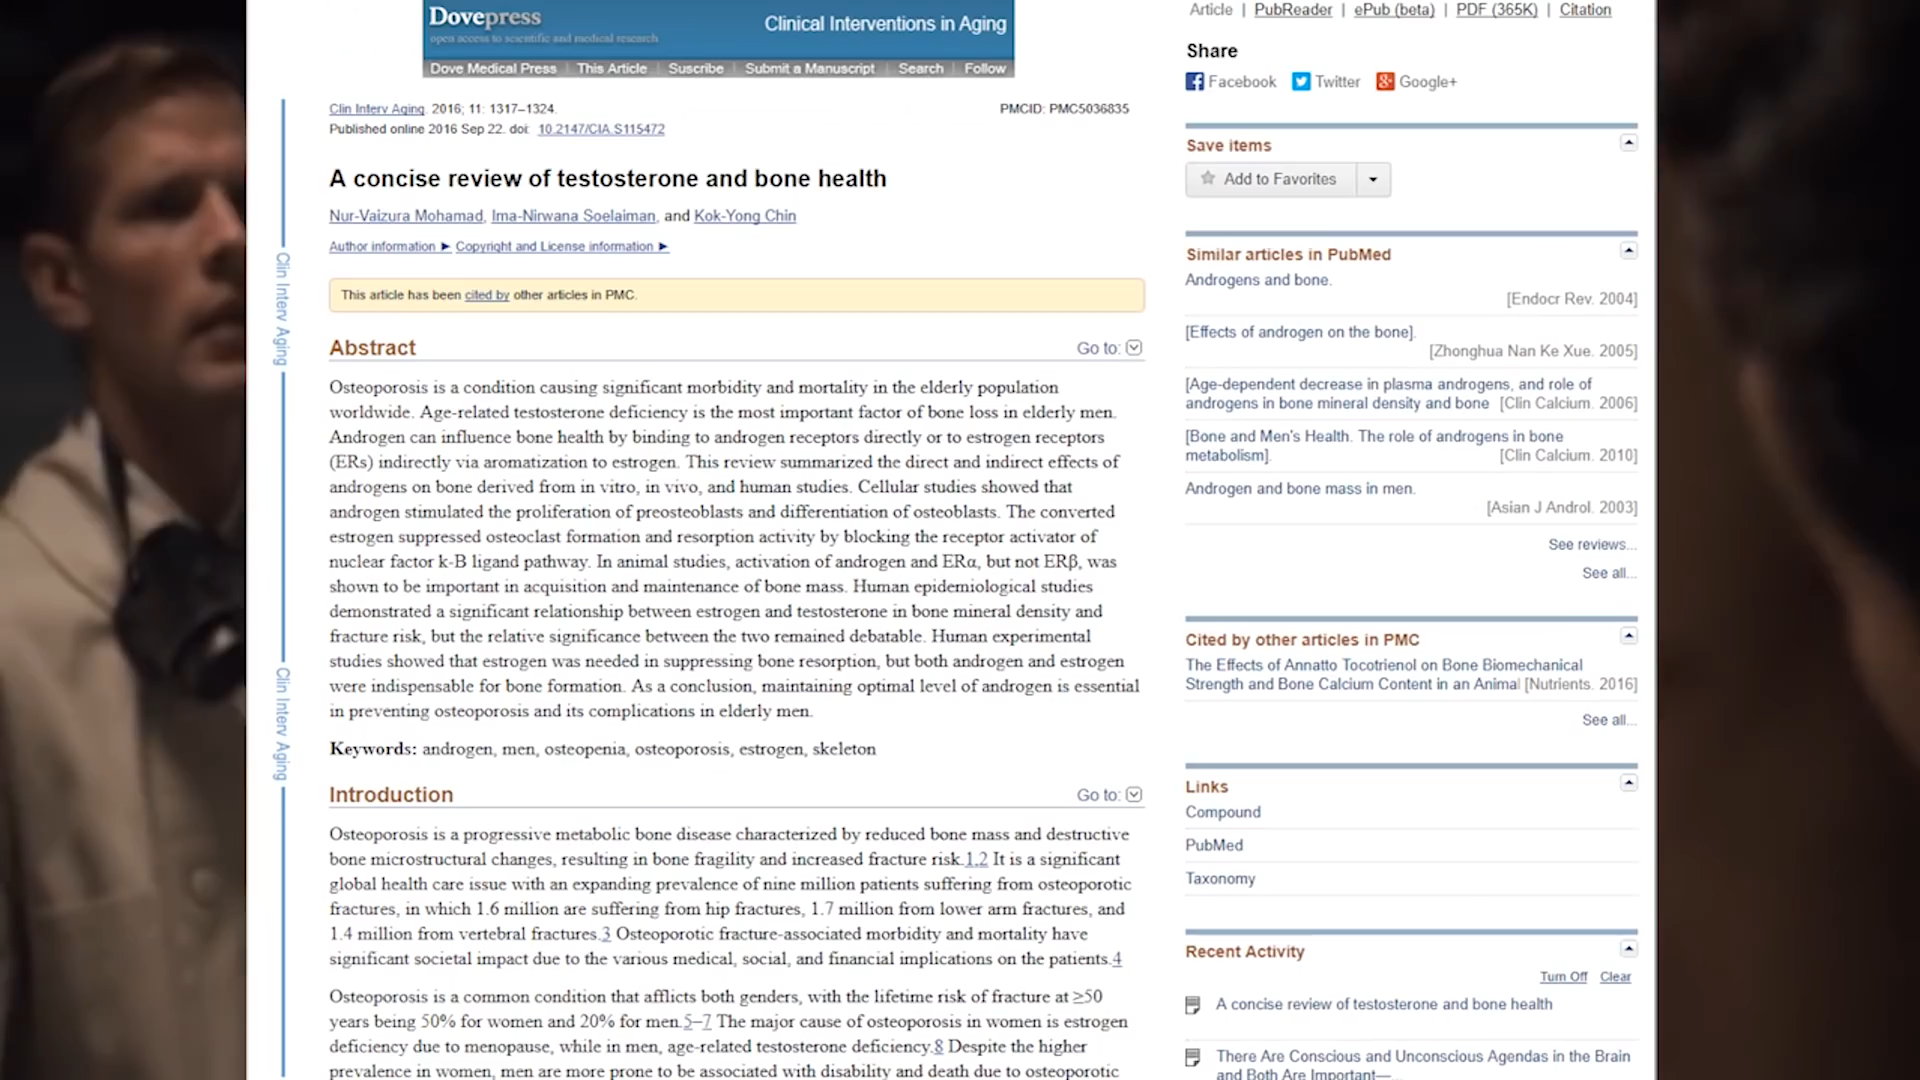 Dovepress
open access to scientific and medical research
Clinical Interventions in Aging
Dove Medical Press | This Article | Suscribe | Submit a Manuscript | Search | Follow
Clin Interv Aging
Clin Interv Aging
Clin Interv Aging. 2016; 11: 1317–1324.
PMCID: PMC5036835
Published online 2016 Sep 22. doi: 10.2147/CIA.S115472
A concise review of testosterone and bone health
Nur-Vaizura Mohamad, Ima-Nirwana Soelaiman, and Kok-Yong Chin
Author information ► Copyright and License information ►
This article has been cited by other articles in PMC.
Abstract
Go to:
Osteoporosis is a condition causing significant morbidity and mortality in the elderly population
worldwide. Age-related testosterone deficiency is the most important factor of bone loss in elderly men.
Androgen can influence bone health by binding to androgen receptors directly or to estrogen receptors
(ERs) indirectly via aromatization to estrogen. This review summarized the direct and indirect effects of
androgens on bone derived from in vitro, in vivo, and human studies. Cellular studies showed that
androgen stimulated the proliferation of preosteoblasts and differentiation of osteoblasts. The converted
estrogen suppressed osteoclast formation and resorption activity by blocking the receptor activator of
nuclear factor k-B ligand pathway. In animal studies, activation of androgen and ERα, but not ERβ, was
shown to be important in acquisition and maintenance of bone mass. Human epidemiological studies
demonstrated a significant relationship between estrogen and testosterone in bone mineral density and
fracture risk, but the relative significance between the two remained debatable. Human experimental
studies showed that estrogen was needed in suppressing bone resorption, but both androgen and estrogen
were indispensable for bone formation. As a conclusion, maintaining optimal level of androgen is essential
in preventing osteoporosis and its complications in elderly men.
Keywords: androgen, men, osteopenia, osteoporosis, estrogen, skeleton
Introduction
Go to:
Osteoporosis is a progressive metabolic bone disease characterized by reduced bone mass and destructive
bone microstructural changes, resulting in bone fragility and increased fracture risk.1,2 It is a significant
global health care issue with an expanding prevalence of nine million patients suffering from osteoporotic
fractures, in which 1.6 million are suffering from hip fractures, 1.7 million from lower arm fractures, and
1.4 million from vertebral fractures.3 Osteoporotic fracture-associated morbidity and mortality have
significant societal impact due to the various medical, social, and financial implications on the patients.4
Osteoporosis is a common condition that afflicts both genders, with the lifetime risk of fracture at ≥50
years being 50% for women and 20% for men.5–7 The major cause of osteoporosis in women is estrogen
deficiency due to menopause, while in men, age-related testosterone deficiency.8 Despite the higher
prevalence in women, men are more prone to be associated with disability and death due to osteoporotic
Article | PubReader | ePub (beta) | PDF (365K) | Citation
Share
Facebook Twitter Google+
Save items
Add to Favorites
Similar articles in PubMed
Androgens and bone.
[Endocr Rev. 2004]
[Effects of androgen on the bone].
[Zhonghua Nan Ke Xue. 2005]
[Age-dependent decrease in plasma androgens, and role of
androgens in bone mineral density and bone [Clin Calcium. 2006]
[Bone and Men's Health. The role of androgens in bone
metabolism]. [Clin Calcium. 2010]
Androgen and bone mass in men.
[Asian J Androl. 2003]
See reviews...
See all...
Cited by other articles in PMC
The Effects of Annatto Tocotrienol on Bone Biomechanical
Strength and Bone Calcium Content in an Animal [Nutrients. 2016]
See all...
Links
Compound
PubMed
Taxonomy
Recent Activity
Turn Off Clear
A concise review of testosterone and bone health
There Are Conscious and Unconscious Agendas in the Brain
and Both Are Important—...